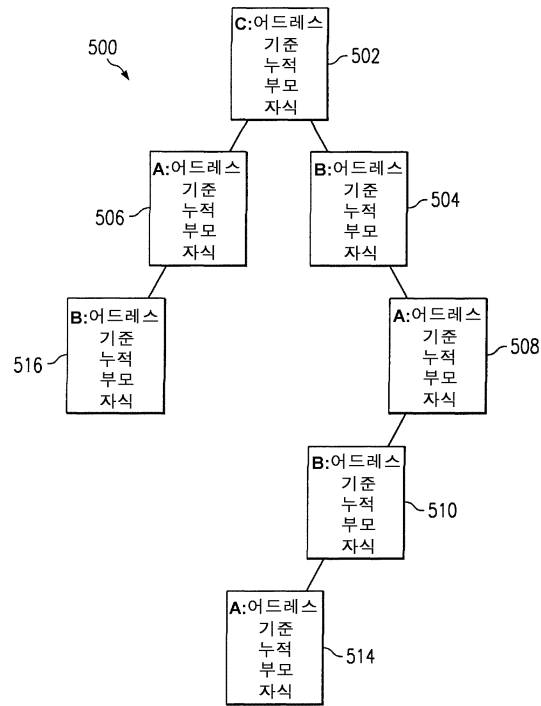 500
C:어드레스
기준
누적
부모
자식
502
A:어드레스
기준
누적
부모
자식
506
B:어드레스
기준
누적
부모
자식
504
B:어드레스
기준
누적
부모
자식
516
A:어드레스
기준
누적
부모
자식
508
B:어드레스
기준
누적
부모
자식
510
A:어드레스
기준
누적
부모
자식
514